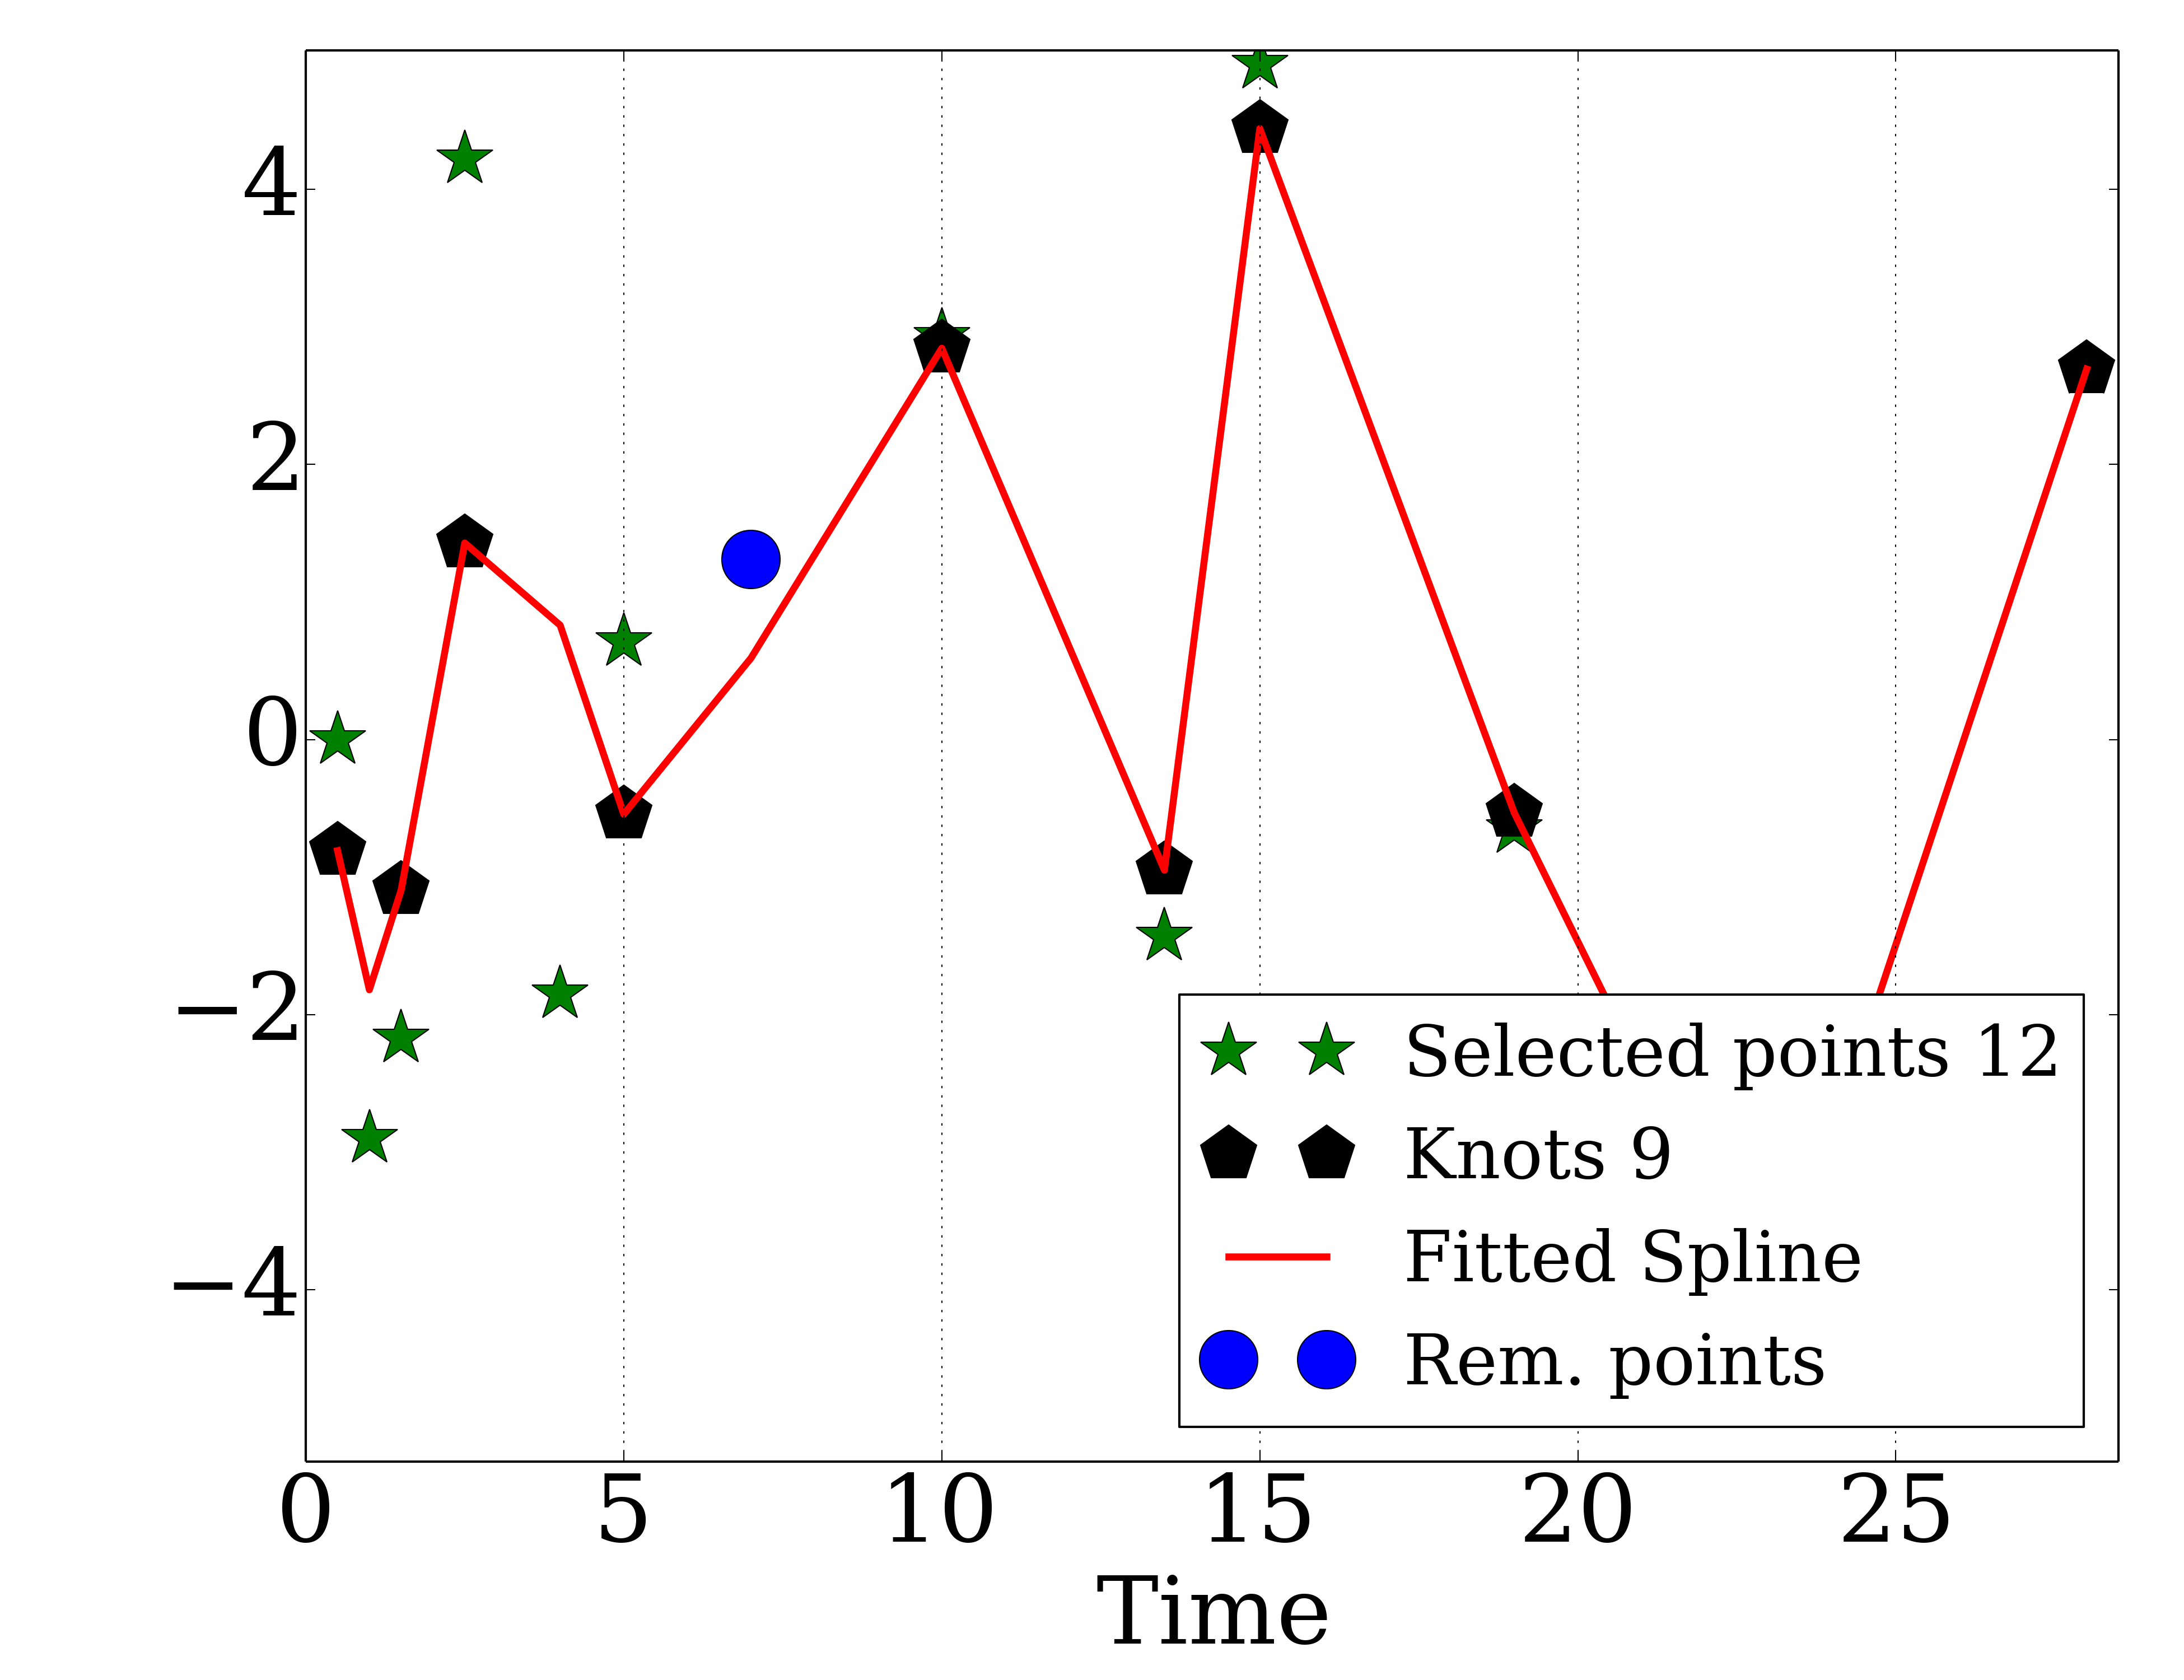 4
2
0
−2
−4
0 5 10 15 20 25
Time
Selected points 12
Knots 9
Fitted Spline
Rem. points